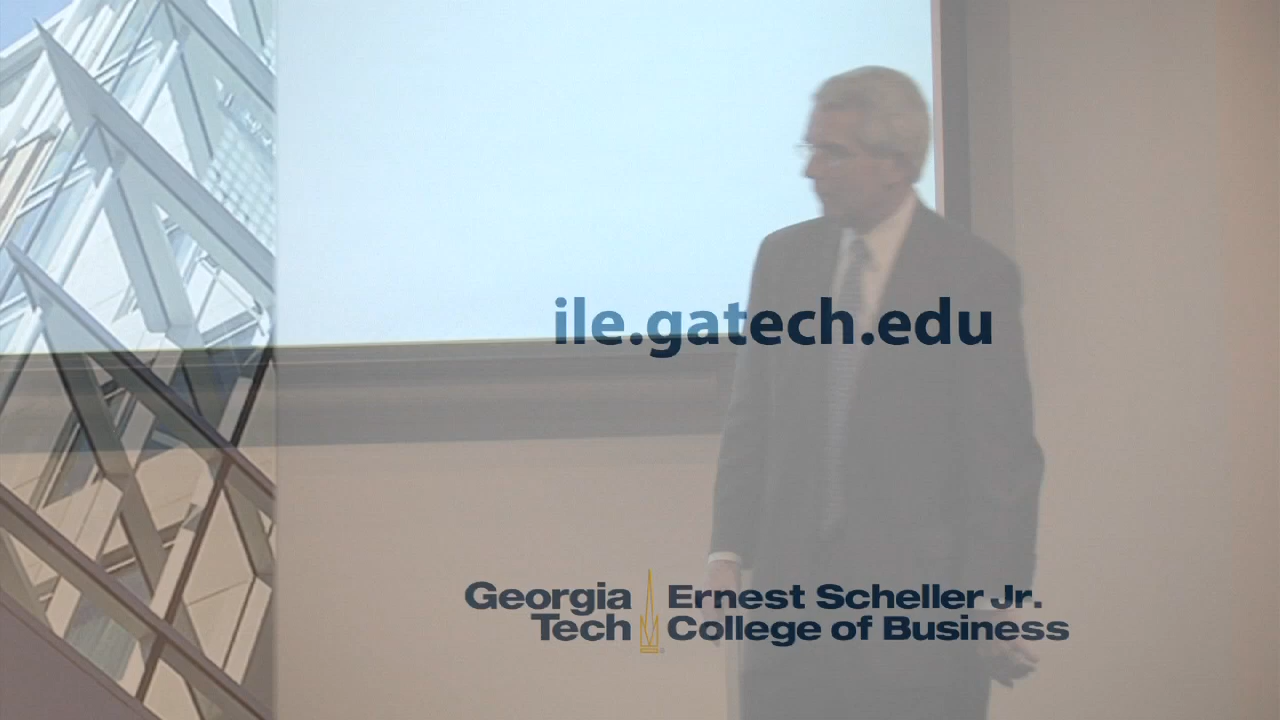 ile.gatech.edu
Georgia Tech
Ernest Scheller Jr.
College of Business